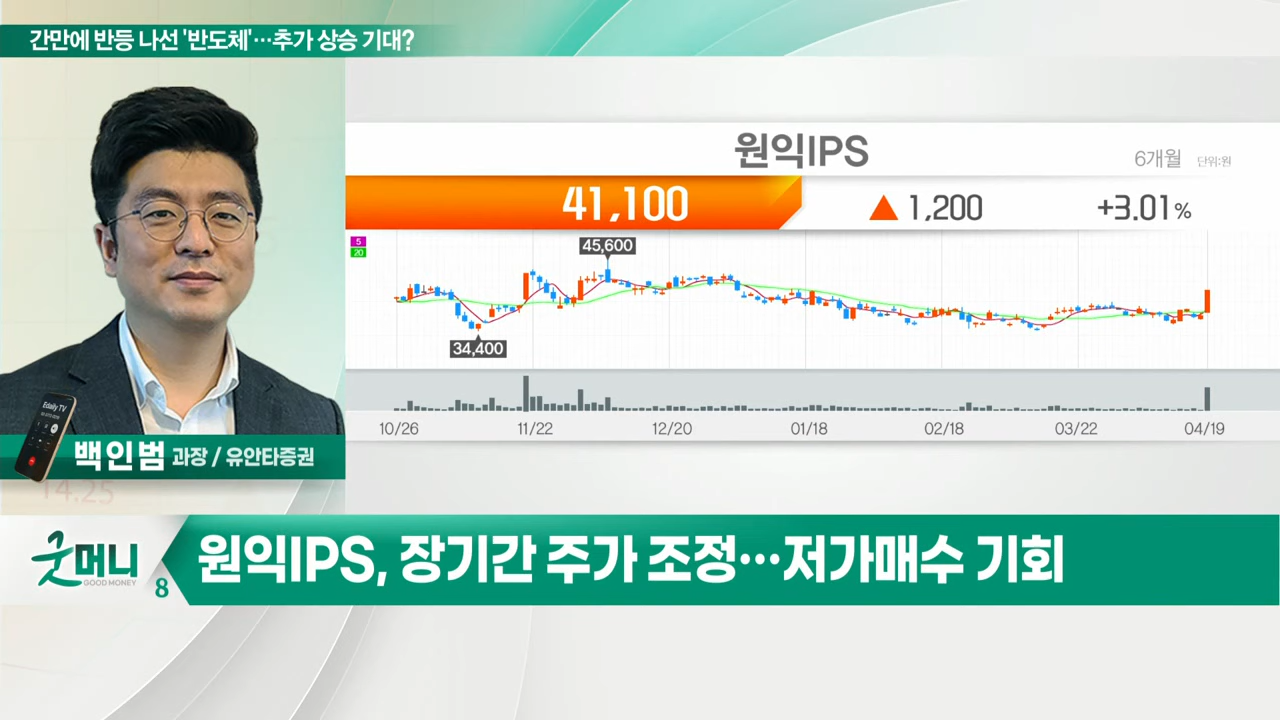 간만에 반등 나선 '반도체'…추가 상승 기대?
원익IPS
6개월 단위:원
41,100 ▲ 1,200 +3.01%
5
20
45,600
34,400
10/26 11/22 12/20 01/18 02/18 03/22 04/19
Edaily TV
백인범 과장 / 유안타증권
14.25
굿머니
GOOD MONEY
8
원익IPS, 장기간 주가 조정…저가매수 기회